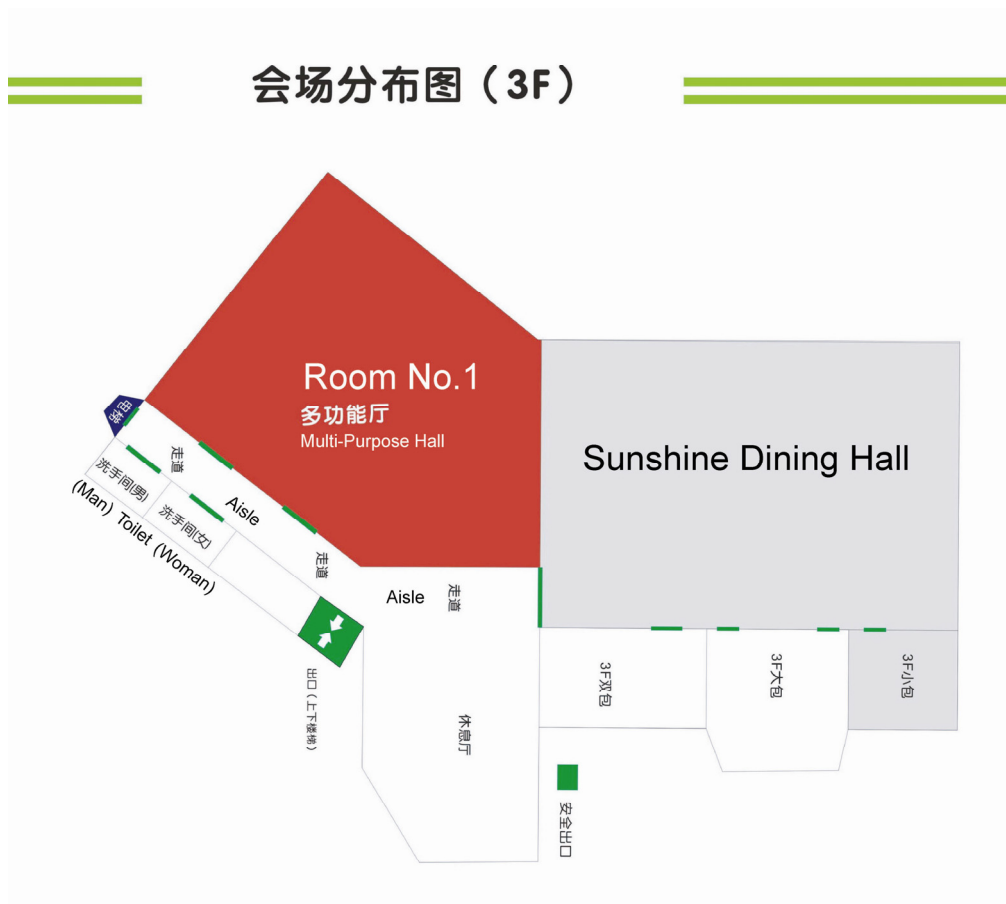 会场分布图（3F）
Room No.1
多功能厅
Multi-Purpose Hall
Sunshine Dining Hall
电梯
走道
洗手间(男)
洗手间(女)
(Man) Toilet (Woman)
Aisle
走道
Aisle
走道
出口（上下楼梯）
休息厅
3F双包
3F大包
3F小包
安全出口